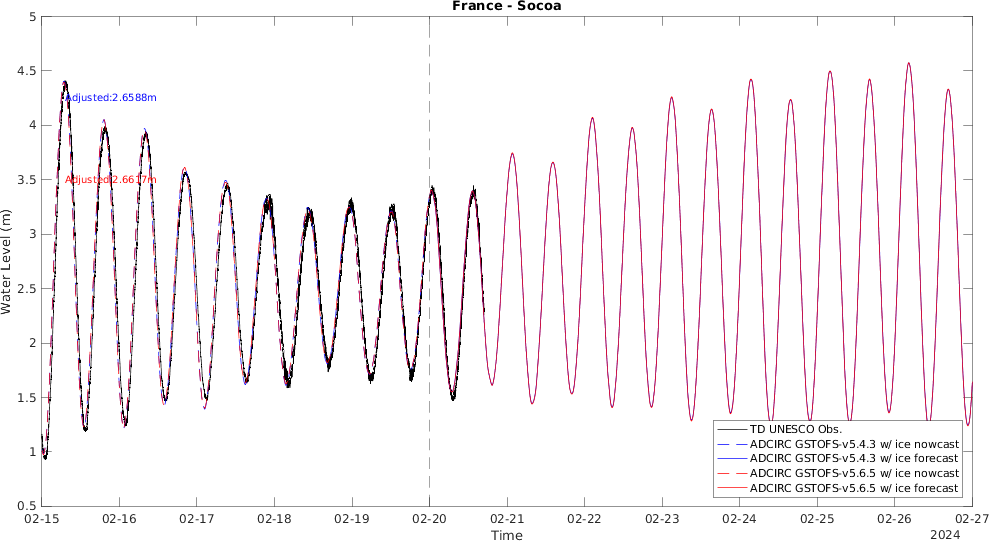 France - Socoa
5
4.5
4
3.5
3
2.5
2
1.5
1
0.5
Water Level (m)
Adjusted:2.6588m
Adjusted:2.6617m
TD UNESCO Obs.
ADCIRC GSTOFS-v5.4.3 w/ ice nowcast
ADCIRC GSTOFS-v5.4.3 w/ ice forecast
ADCIRC GSTOFS-v5.6.5 w/ ice nowcast
ADCIRC GSTOFS-v5.6.5 w/ ice forecast
02-15 02-16 02-17 02-18 02-19 02-20 02-21 02-22 02-23 02-24 02-25 02-26 02-27
Time
2024